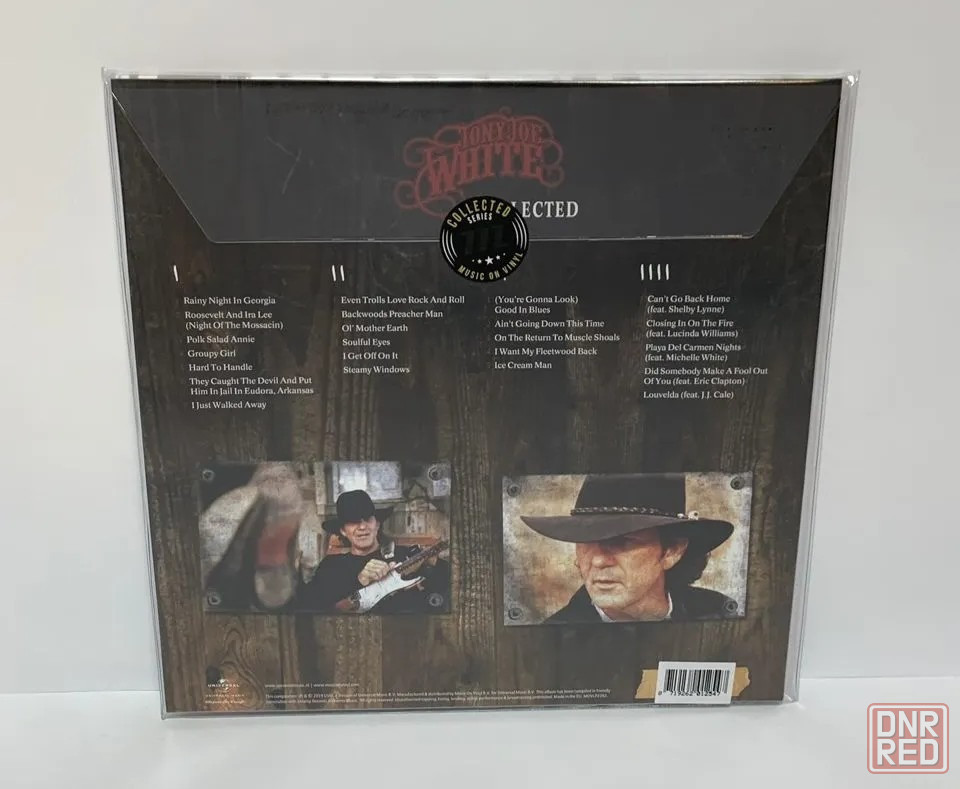 TONY JOE
WHITE
LECTED
COLLECTED
SERIES
MUSIC ON VINYL
I
Rainy Night In Georgia
Roosevelt And Ira Lee
(Night Of The Mossacin)
Polk Salad Annie
Groupy Girl
Hard To Handle
They Caught The Devil And Put
Him In Jail In Eudora, Arkansas
I Just Walked Away
II
Even Trolls Love Rock And Roll
Backwoods Preacher Man
Ol' Mother Earth
Soulful Eyes
I Get Off On It
Steamy Windows
(You're Gonna Look)
Good In Blues
Ain't Going Down This Time
On The Return To Muscle Shoals
I Want My Fleetwood Back
Ice Cream Man
IIII
Can't Go Back Home
(feat. Shelby Lynne)
Closing In On The Fire
(feat. Lucinda Williams)
Playa Del Carmen Nights
(feat. Michelle White)
Did Somebody Make A Fool Out
Of You (feat. Eric Clapton)
Louvelda (feat. J.J. Cale)
UNIVERSAL
DNR
RED